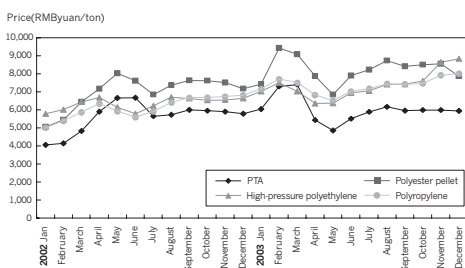 Price(RMByuan/ton)
10,000
9,000
8,000
7,000
6,000
5,000
4,000
3,000
2,000
1,000
0
PTA
Polyester pellet
High-pressure polyethylene
Polypropylene
2002 Jan
February
March
April
May
June
July
August
September
October
November
December
2003 Jan
February
March
April
May
June
July
August
September
October
November
December